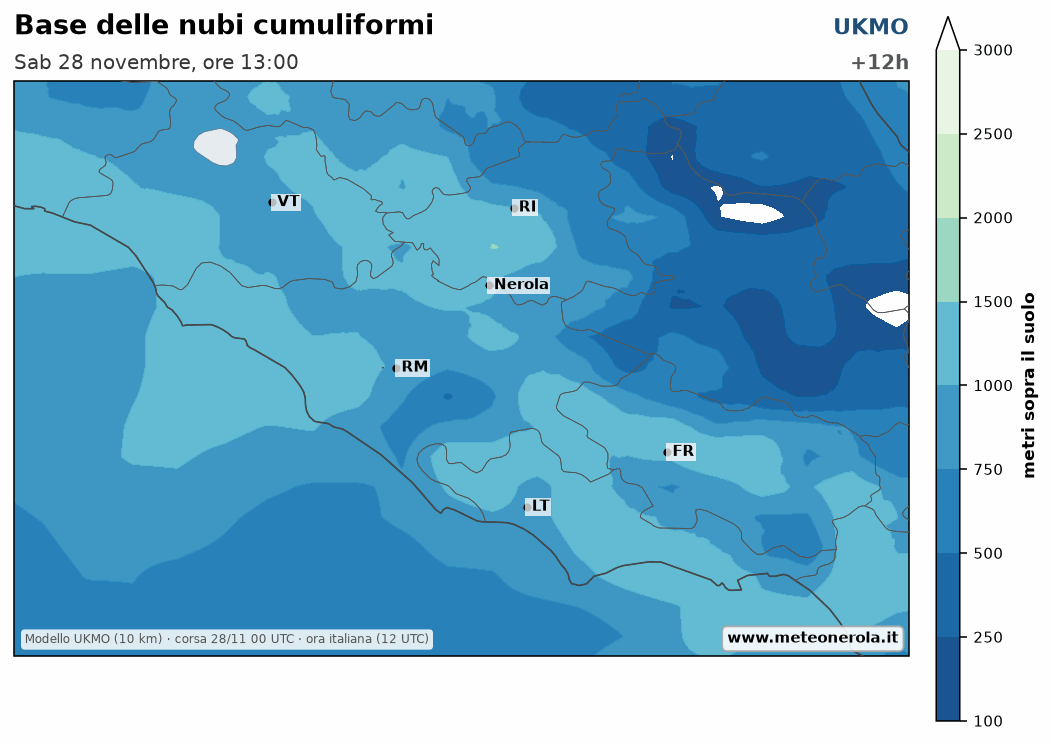 Base delle nubi cumuliformi
UKMO
Sab 28 novembre, ore 13:00
+12h
3000
2500
2000
1500
1000
750
500
250
100
metri sopra il suolo
VT
RI
Nerola
RM
FR
LT
Modello UKMO (10 km) · corsa 28/11 00 UTC · ora italiana (12 UTC)
www.meteonerola.it